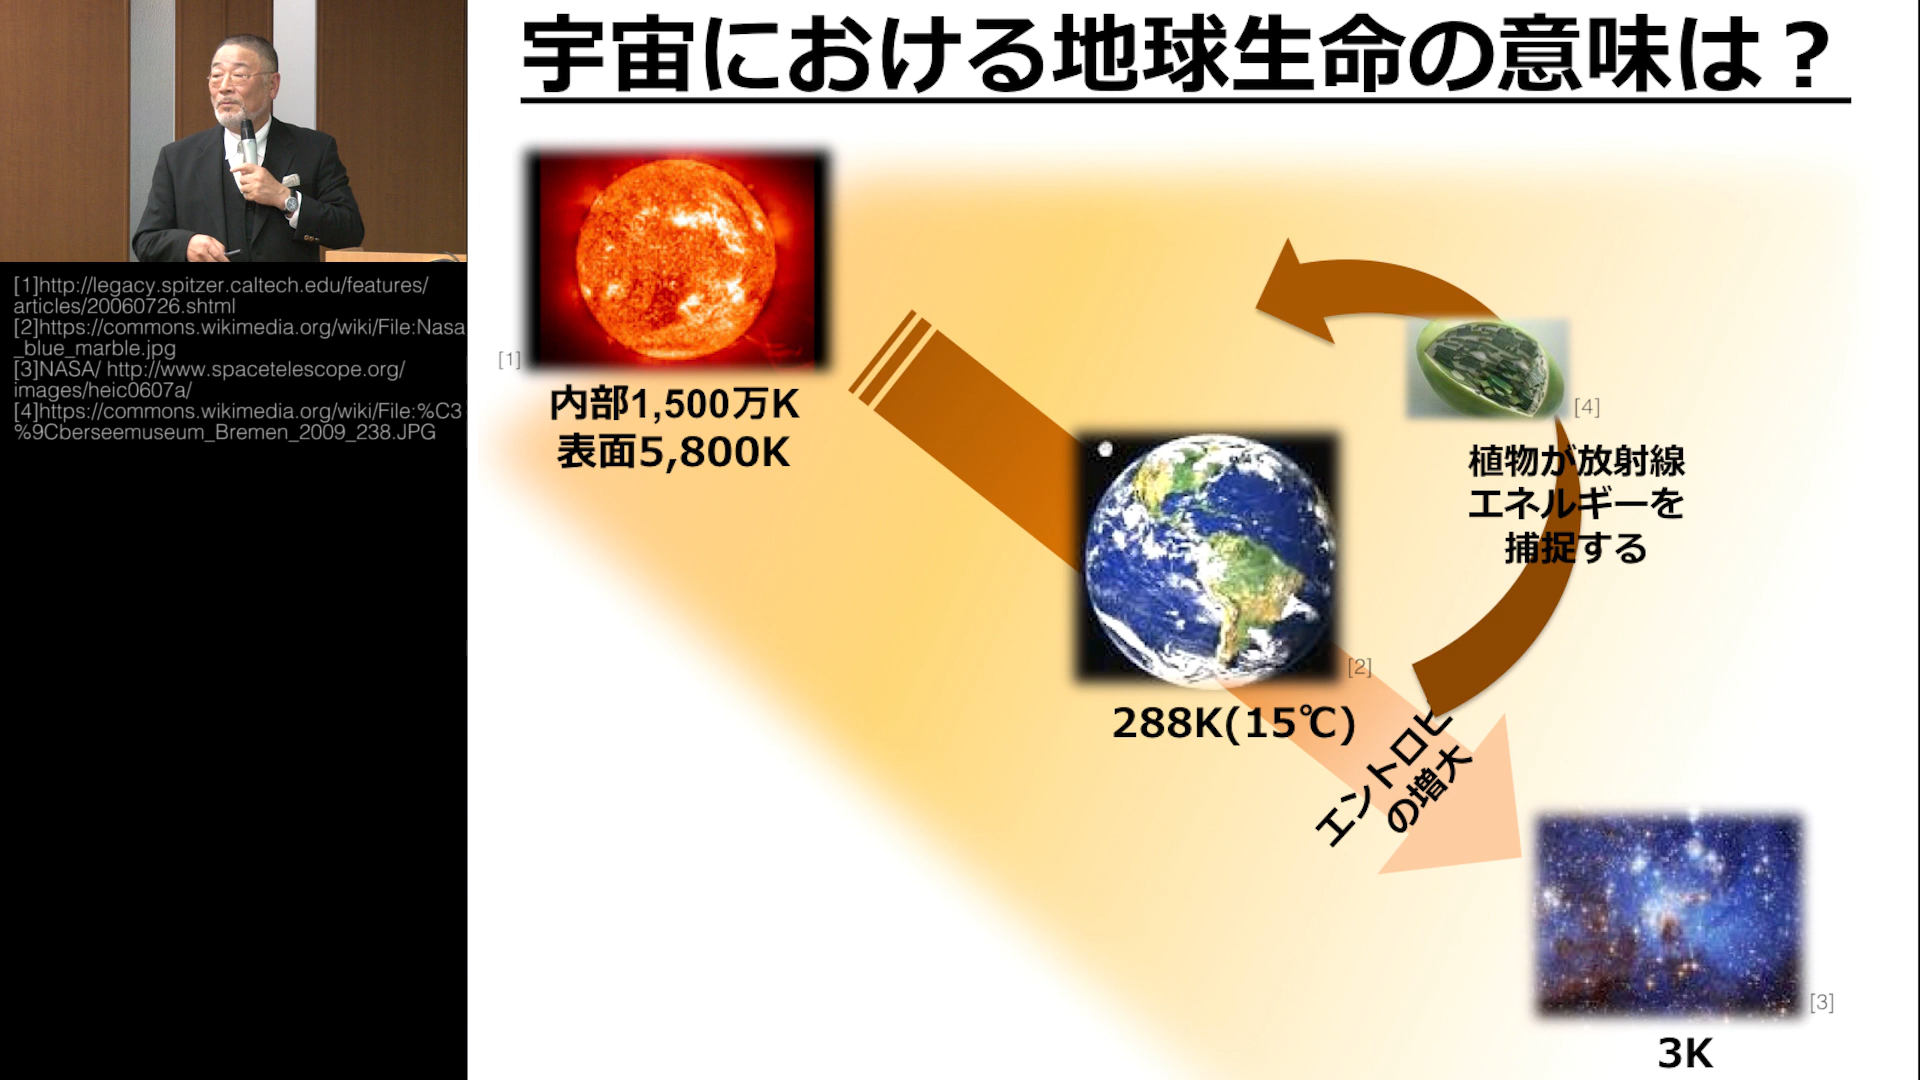 宇宙における地球生命の意味は？
[1]http://legacy.spitzer.caltech.edu/features/
articles/20060726.shtml
[2]https://commons.wikimedia.org/wiki/File:Nasa
_blue_marble.jpg
[3]NASA/ http://www.spacetelescope.org/
images/heic0607a/
[4]https://commons.wikimedia.org/wiki/File:%C3
%9Cberseemuseum_Bremen_2009_238.JPG
[1]
内部1,500万K
表面5,800K
[4]
植物が放射線
エネルギーを
捕捉する
[2]
288K(15℃)
エントロピ
の増大
[3]
3K